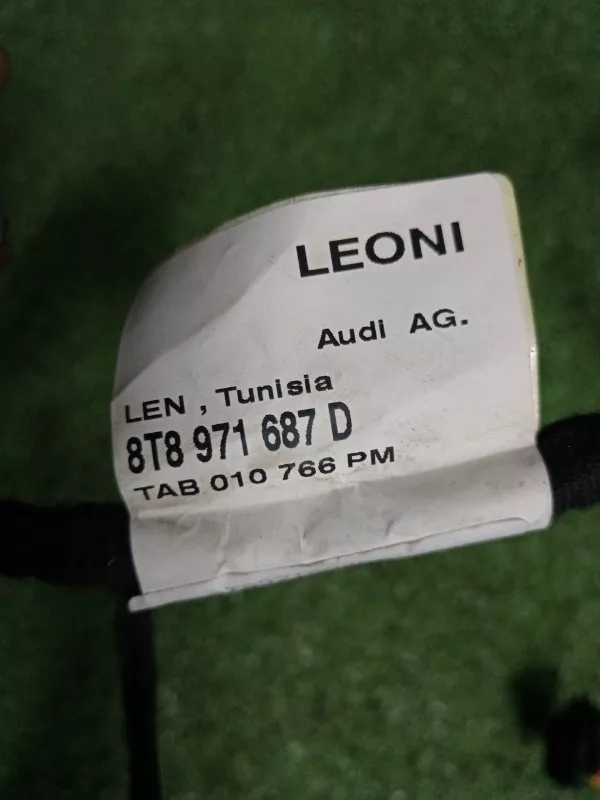 LEONI
Audi AG.
LEN , Tunisia
8T8 971 687 D
TAB 010 766 PM